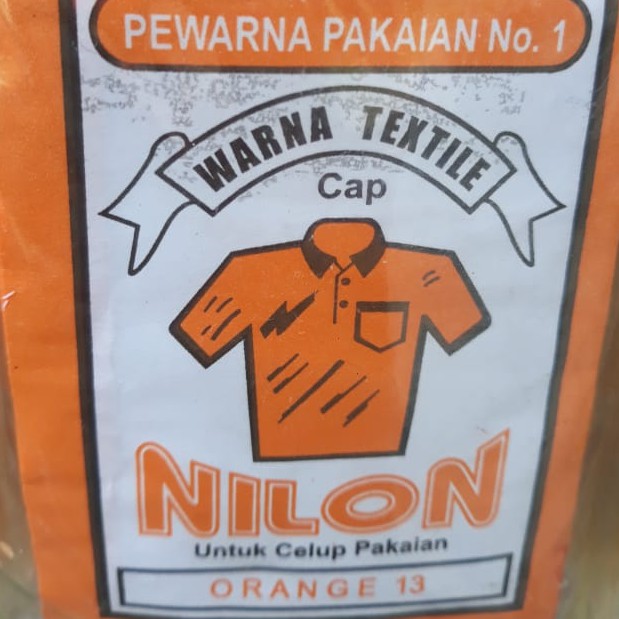 PEWARNA PAKAIAN No. 1
WARNA TEXTILE
Cap
NILON
Untuk Celup Pakaian
ORANGE 13